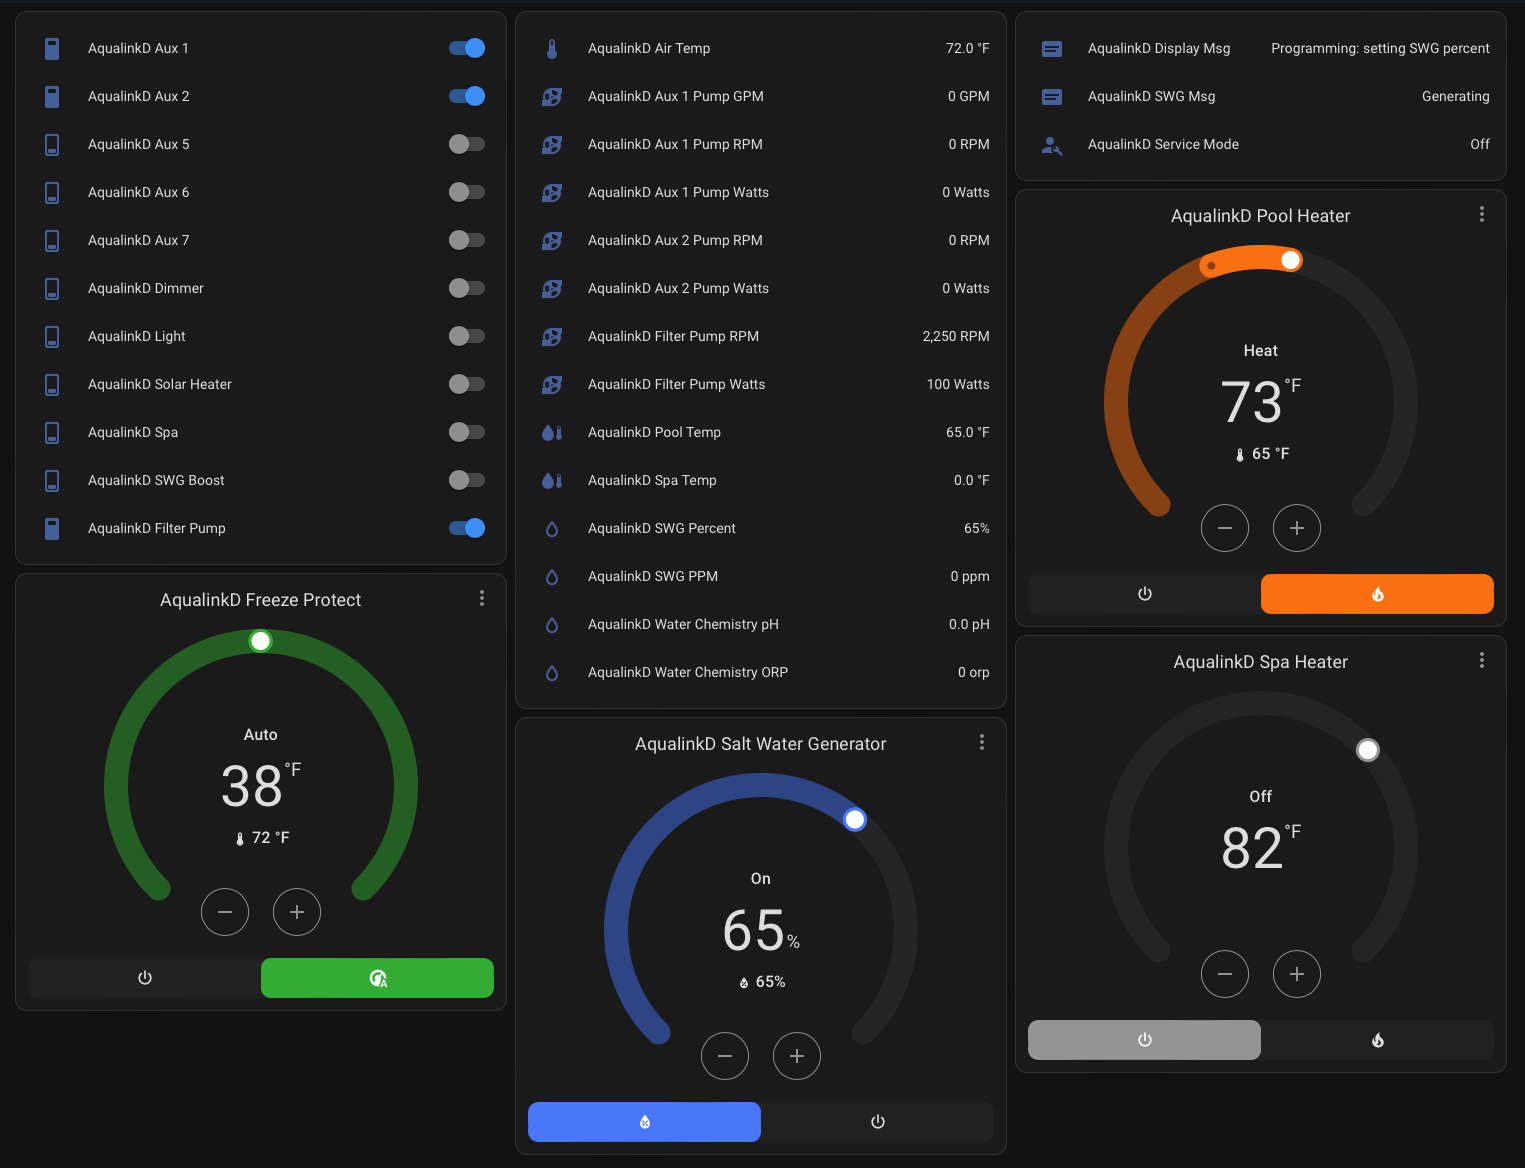 AqualinkD Aux 1
AqualinkD Aux 2
AqualinkD Aux 5
AqualinkD Aux 6
AqualinkD Aux 7
AqualinkD Dimmer
AqualinkD Light
AqualinkD Solar Heater
AqualinkD Spa
AqualinkD SWG Boost
AqualinkD Filter Pump
AqualinkD Freeze Protect
Auto
38 °F
72 °F
AqualinkD Air Temp 72.0 °F
AqualinkD Aux 1 Pump GPM 0 GPM
AqualinkD Aux 1 Pump RPM 0 RPM
AqualinkD Aux 1 Pump Watts 0 Watts
AqualinkD Aux 2 Pump RPM 0 RPM
AqualinkD Aux 2 Pump Watts 0 Watts
AqualinkD Filter Pump RPM 2,250 RPM
AqualinkD Filter Pump Watts 100 Watts
AqualinkD Pool Temp 65.0 °F
AqualinkD Spa Temp 0.0 °F
AqualinkD SWG Percent 65%
AqualinkD SWG PPM 0 ppm
AqualinkD Water Chemistry pH 0.0 pH
AqualinkD Water Chemistry ORP 0 orp
AqualinkD Salt Water Generator
On
65 %
65%
AqualinkD Display Msg Programming: setting SWG percent
AqualinkD SWG Msg Generating
AqualinkD Service Mode Off
AqualinkD Pool Heater
Heat
73 °F
65 °F
AqualinkD Spa Heater
Off
82 °F